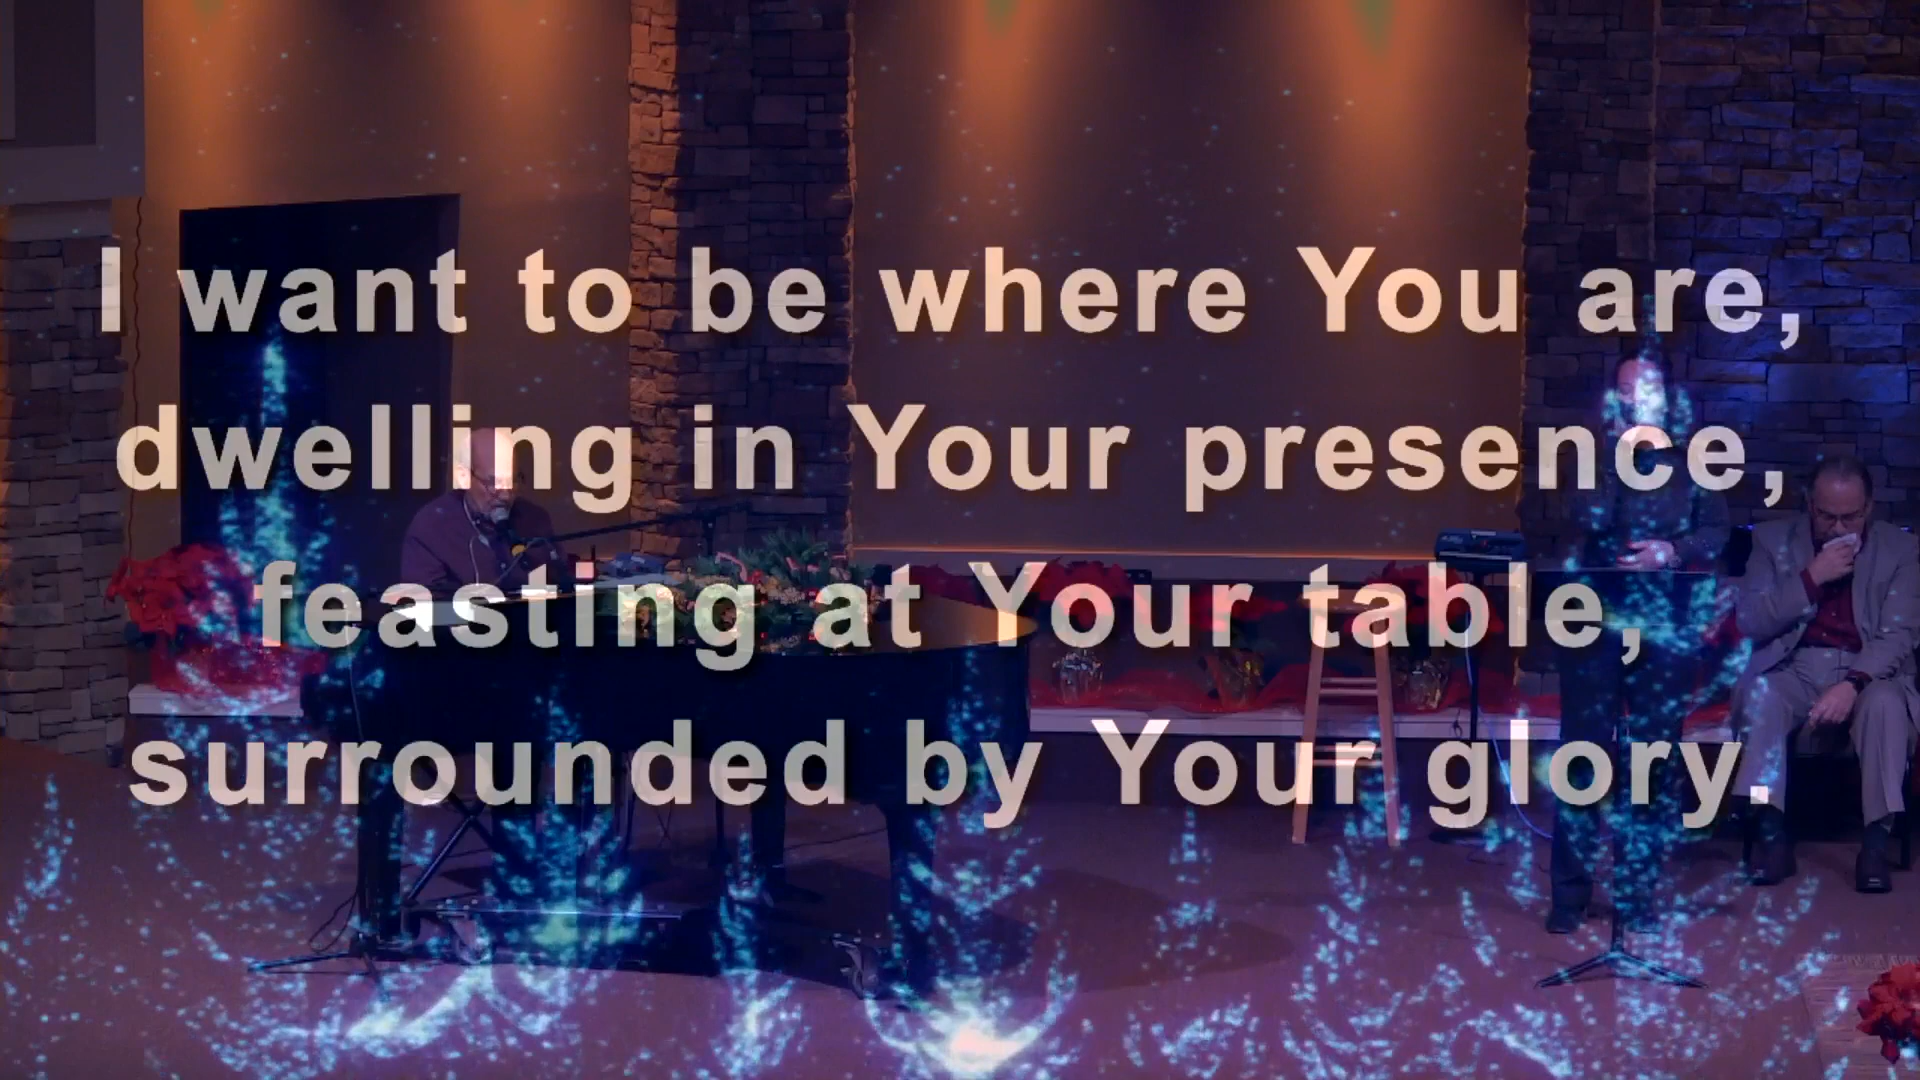 I want to be where You are,
dwelling in Your presence,
feasting at Your table,
surrounded by Your glory.